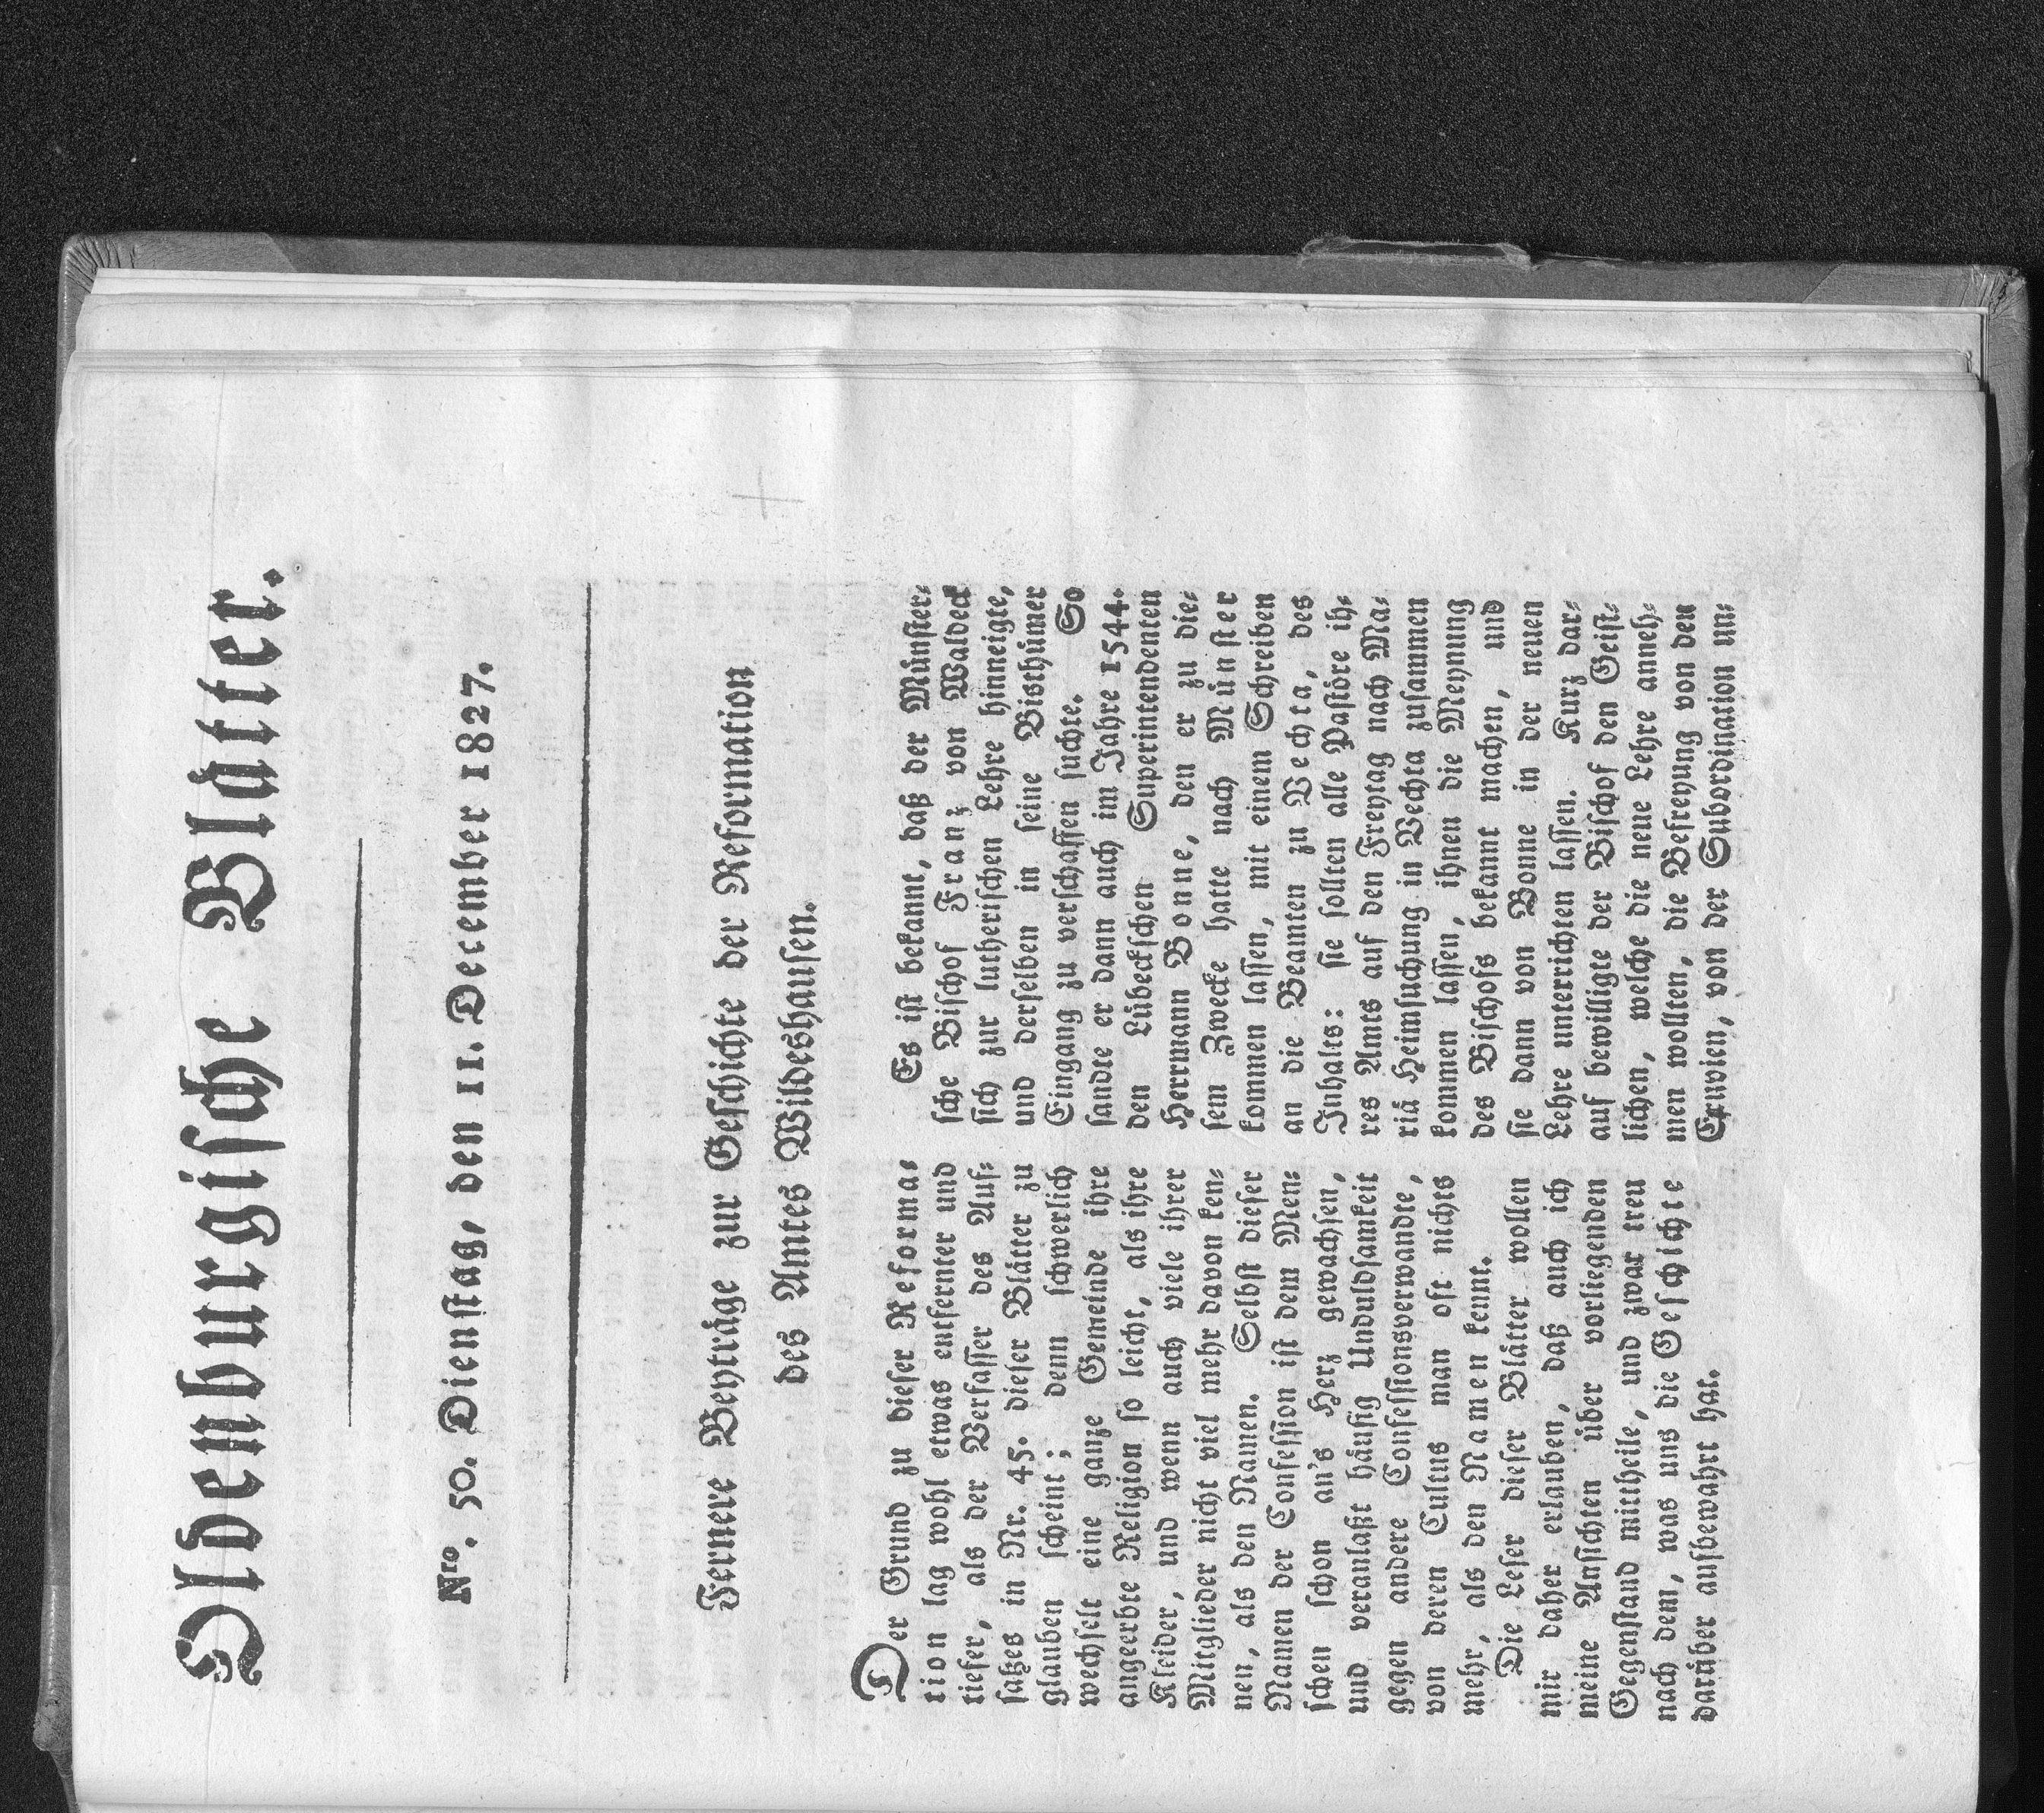 Oldenburgische Blätter.
Nro. 50. Dienstag, den 11. December 1827.
Fernere Beyträge zur Geschichte der Reformation
des Amtes Wildeshausen.
Der Grund zu dieser Reforma-
tion lag wohl etwas entfernter und
tiefer, als der Verfasser des Auf-
satzes in Nr. 45. dieser Blätter zu
glauben scheint; denn schwerlich
wechselt eine ganze Gemeinde ihre
angeerbte Religion so leicht, als ihre
Kleider, und wenn auch viele ihrer
Mitglieder nicht viel mehr davon ken-
nen, als den Namen. Selbst dieser
Namen der Confession ist dem Men-
schen schon an's Herz gewachsen,
und veranlaßt häufig Unduldsamkeit
gegen andere Confessionsverwandte,
von deren Cultus man oft nichts
mehr, als den Namen kennt.
Die Leser dieser Blätter wollen
mir daher erlauben, daß auch ich
meine Ansichten über vorliegenden
Gegenstand mittheile, und zwar treu
nach dem, was uns die Geschichte
darüber aufbewahrt hat.
Es ist bekannt, daß der Münster-
sche Bischof Franz von Waldeck
sich zur lutherischen Lehre hinneigte,
und derselben in seine Bisthümer
Eingang zu verschaffen suchte. So
sandte er dann auch im Jahre 1544.
den Lübeckschen Superintendenten
Herrmann Bonne, den er zu die-
sem Zwecke hatte nach Münster
kommen lassen, mit einem Schreiben
an die Beamten zu Vechta, des
Inhalts: sie sollten alle Pastöre ih-
res Amts auf den Freytag nach Ma-
riä Heimsuchung in Vechta zusammen
kommen lassen, ihnen die Meynung
des Bischofs bekannt machen, und
sie dann von Bonne in der neuen
Lehre unterrichten lassen. Kurz dar-
auf bewilligte der Bischof den Geist-
lichen, welche die neue Lehre anneh-
men wollten, die Befreyung von den
Exuvien, von der Subordination un-